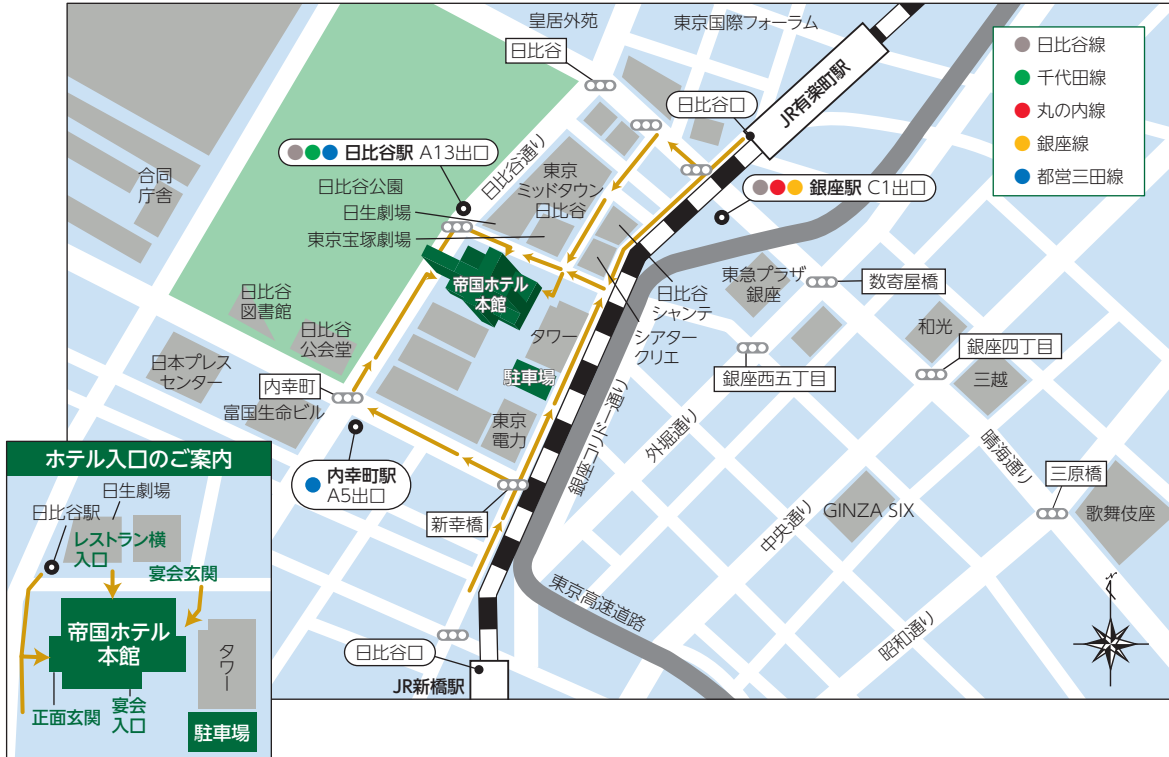 皇居外苑
東京国際フォーラム
日比谷
日比谷口
JR有楽町駅
日比谷線
千代田線
丸の内線
銀座線
都営三田線
合同
庁舎
日比谷駅 A13出口
日比谷通り
日比谷公園
日生劇場
東京宝塚劇場
東京
ミッドタウン
日比谷
銀座駅 C1出口
帝国ホテル
本館
日比谷
図書館
日比谷
公会堂
タワー
日比谷
シャンテ
シアター
クリエ
東急プラザ
銀座
数寄屋橋
和光
銀座四丁目
三越
銀座西五丁目
日本プレス
センター
内幸町
富国生命ビル
駐車場
東京
電力
銀座コリドー通り
外堀通り
晴海通り
内幸町駅
A5出口
新幸橋
中央通り
GINZA SIX
三原橋
歌舞伎座
東京高速道路
昭和通り
N
日比谷口
JR新橋駅
ホテル入口のご案内
日生劇場
日比谷駅
レストラン横
入口
宴会玄関
帝国ホテル
本館
タワー
正面玄関
宴会
入口
駐車場